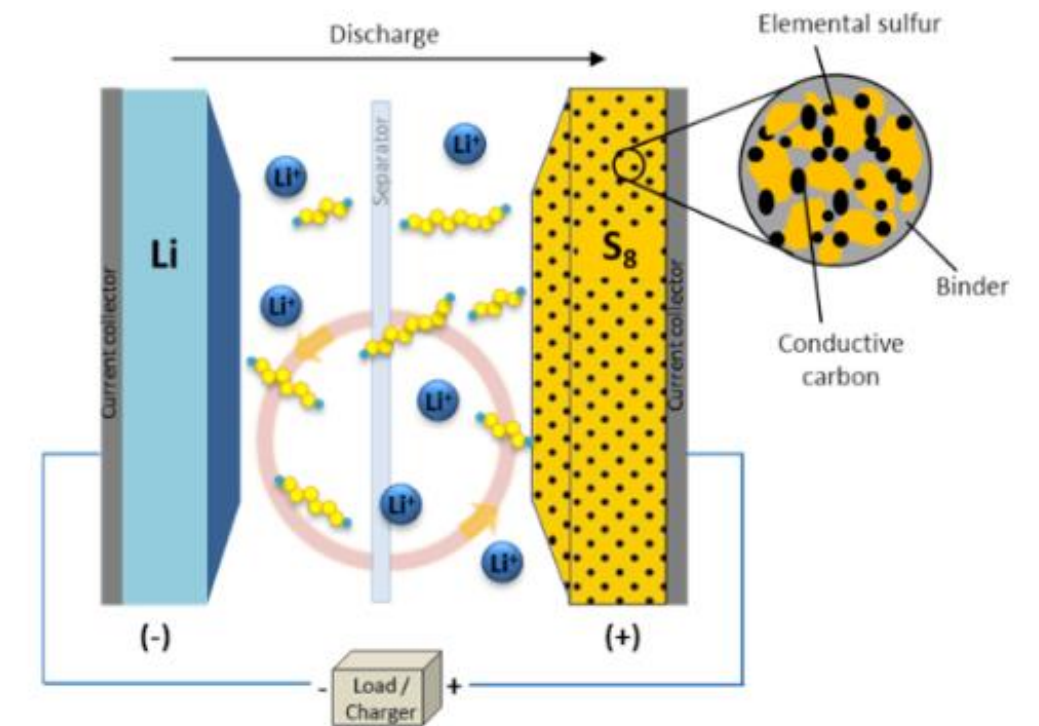 Discharge
Elemental sulfur
Li⁺
Li⁺
Separator
Li
S₈
Current collector
Current collector
Binder
Li⁺
Conductive
carbon
Li⁺
Li⁺
Li⁺
(-)
(+)
-
Load /
Charger
+